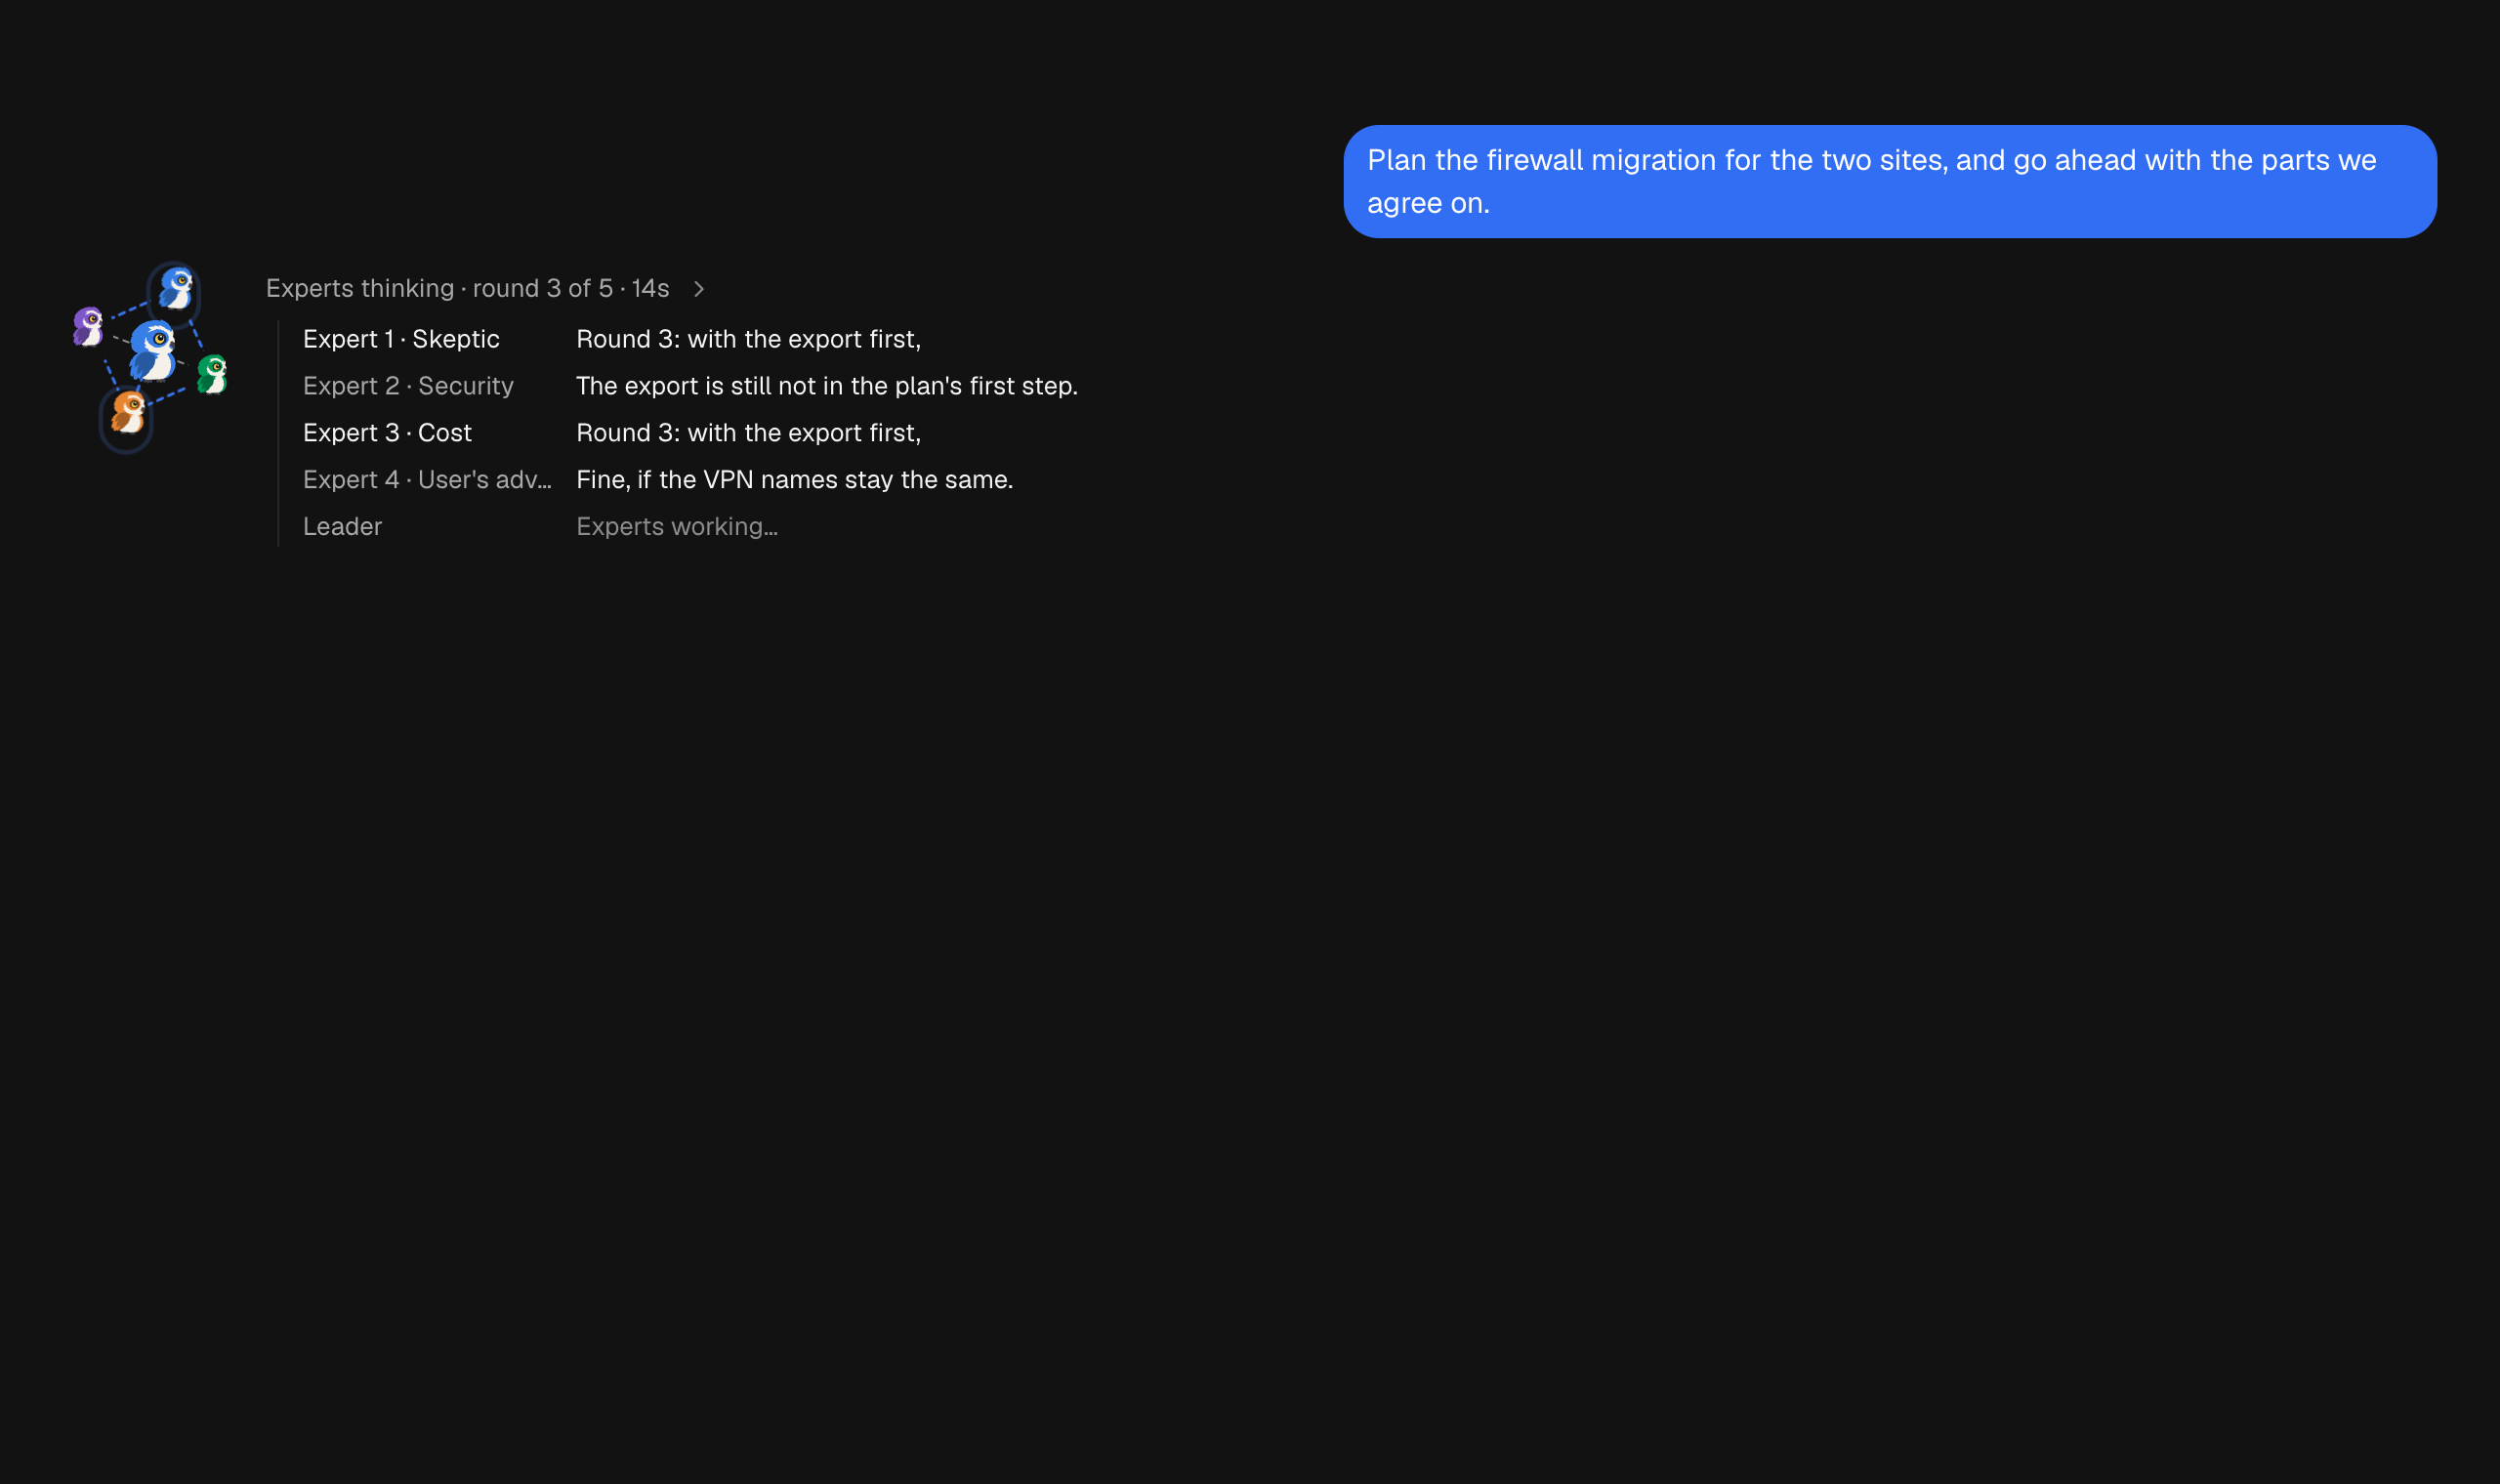 Plan the firewall migration for the two sites, and go ahead with the parts we
agree on.
Experts thinking · round 3 of 5 · 14s
Expert 1 · Skeptic Round 3: with the export first,
Expert 2 · Security The export is still not in the plan's first step.
Expert 3 · Cost Round 3: with the export first,
Expert 4 · User's adv… Fine, if the VPN names stay the same.
Leader Experts working…